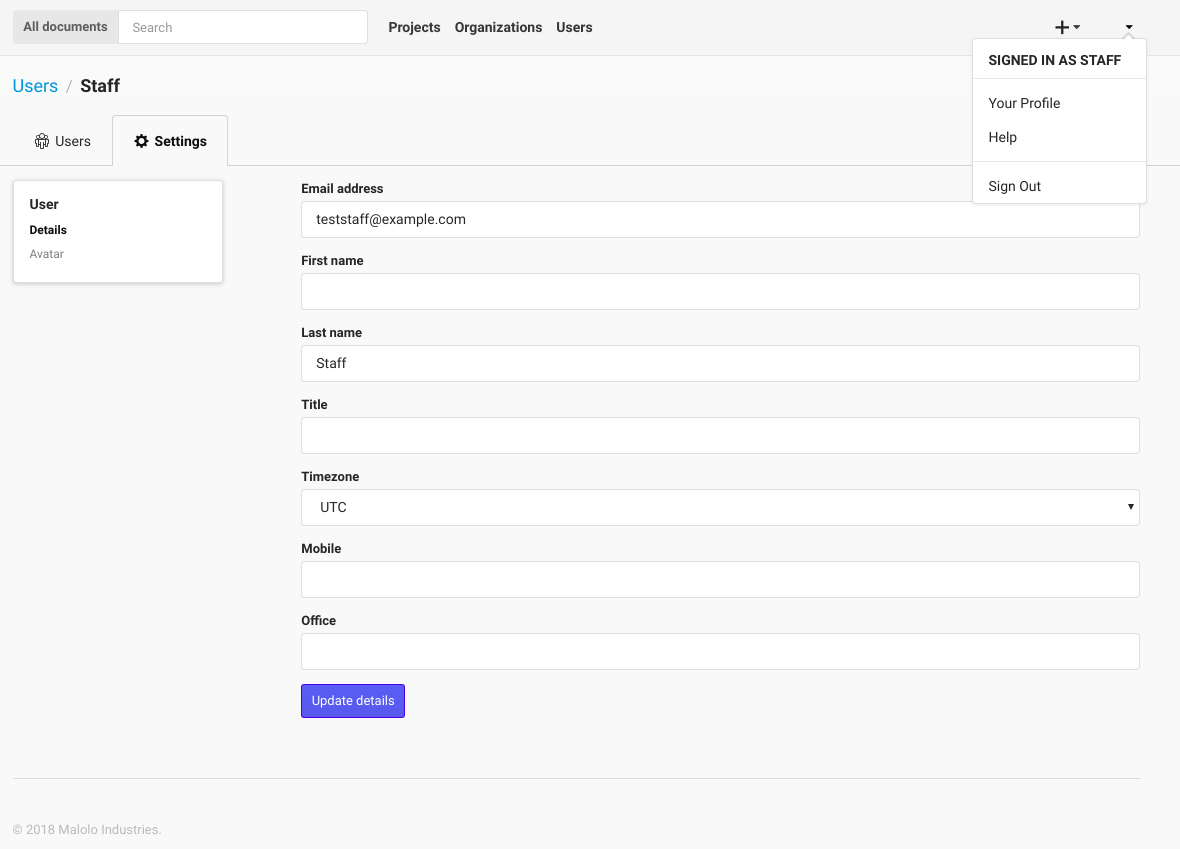 All documents Search Projects Organizations Users
SIGNED IN AS STAFF
Your Profile
Help
Sign Out
Users / Staff
Users Settings
User
Details
Avatar
Email address
teststaff@example.com
First name
Last name
Staff
Title
Timezone
UTC
Mobile
Office
Update details
© 2018 Malolo Industries.